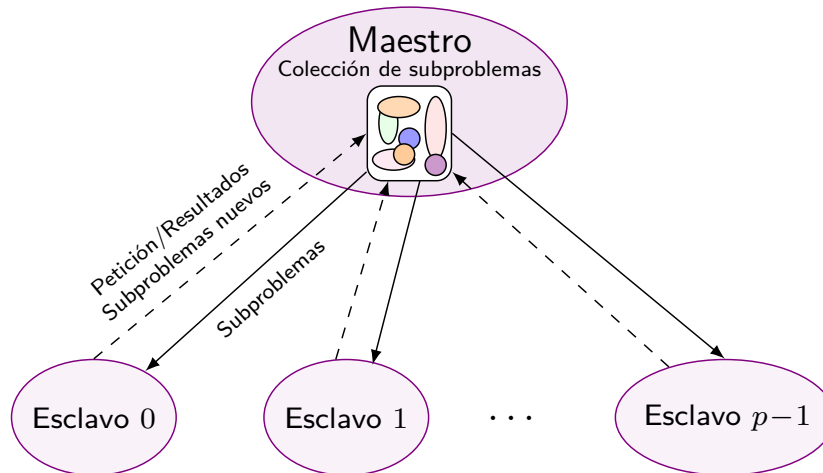 Maestro
Colección de subproblemas
Petición/Resultados
Subproblemas nuevos
Subproblemas
Esclavo 0
Esclavo 1
· · ·
Esclavo p−1